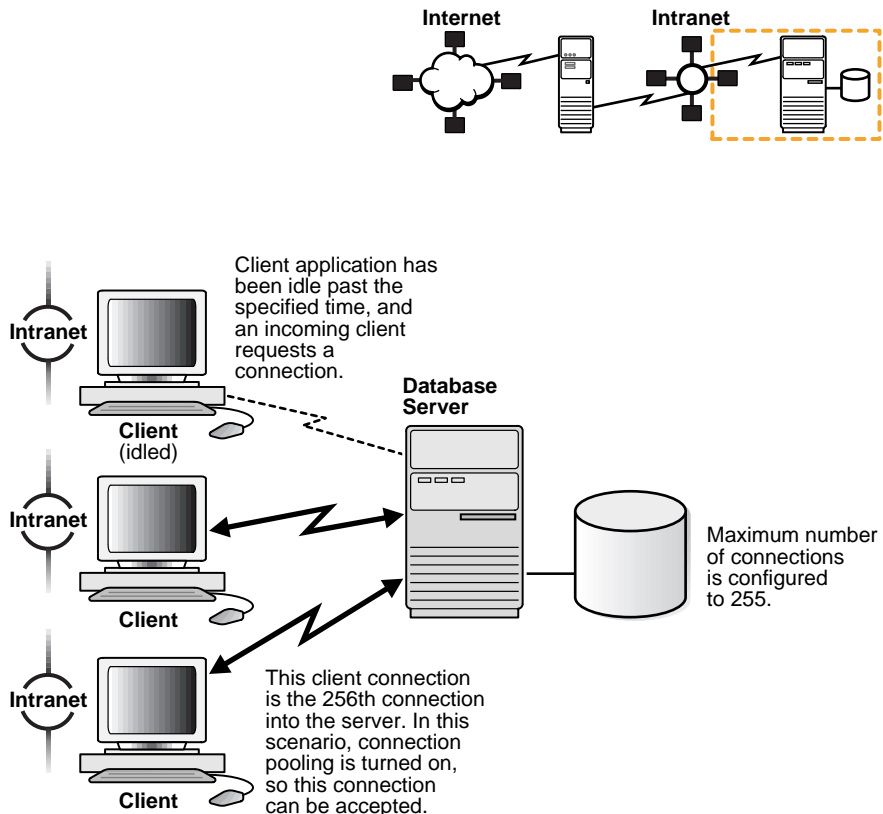 Internet
Intranet
Client application has
been idle past the
specified time, and
an incoming client
requests a
connection.
Intranet
Database
Server
Client
(idled)
Intranet
Maximum number
of connections
is configured
to 255.
Client
This client connection
is the 256th connection
into the server. In this
scenario, connection
pooling is turned on,
so this connection
can be accepted.
Intranet
Client